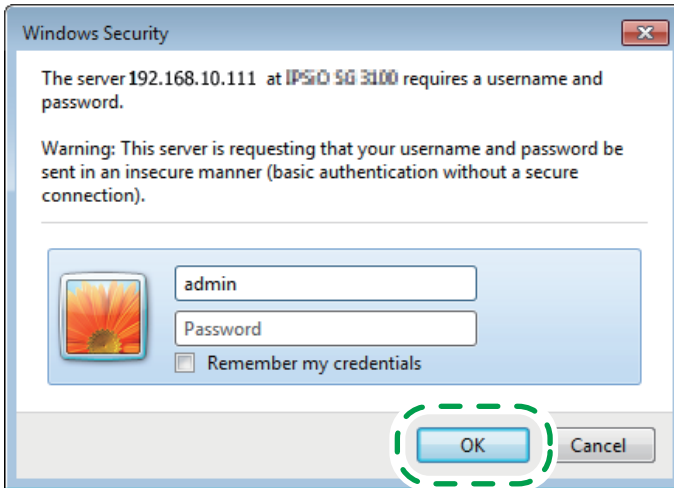 Windows Security
The server 192.168.10.111 at IPSiO SG 3100 requires a username and
password.
Warning: This server is requesting that your username and password be
sent in an insecure manner (basic authentication without a secure
connection).
admin
Password
Remember my credentials
OK
Cancel